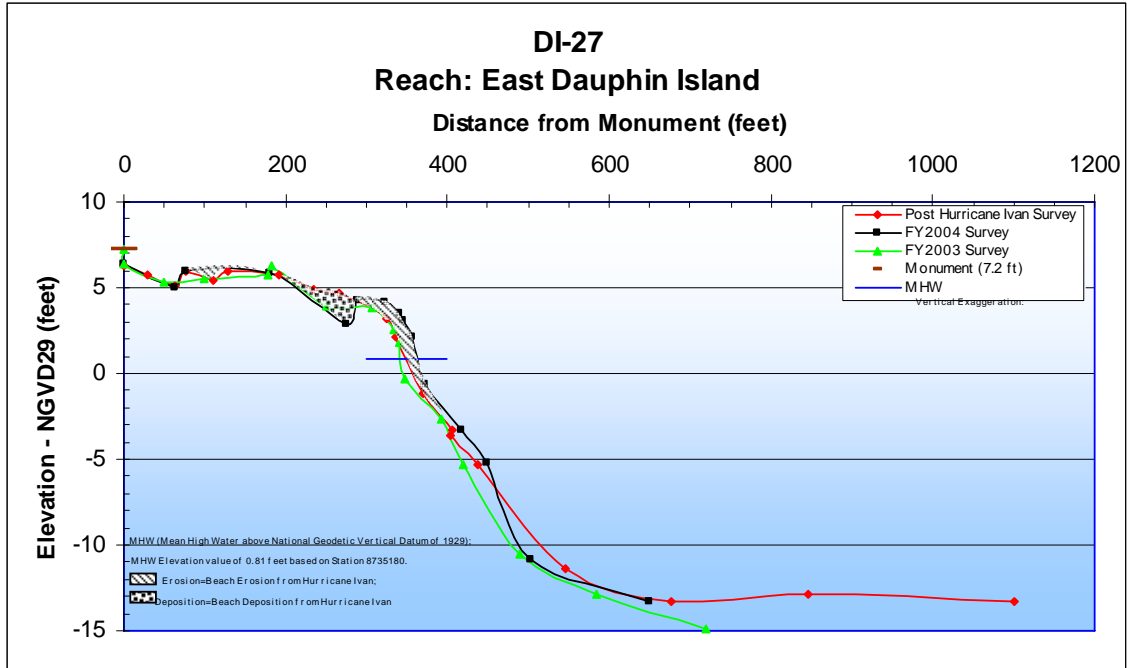 DI-27
Reach: East Dauphin Island
Distance from Monument (feet)
0 200 400 600 800 1000 1200
Elevation - NGVD29 (feet)
10
5
0
-5
-10
-15
Post Hurricane Ivan Survey
FY2004 Survey
FY2003 Survey
Monument (7.2 ft)
MHW
Vertical Exaggeration:
MHW (Mean High Water above National Geodetic Vertical Datum of 1929);
MHW Elevation value of 0.81 feet based on Station 8735180.
Erosion=Beach Erosion from Hurricane Ivan;
Deposition=Beach Deposition from Hurricane Ivan